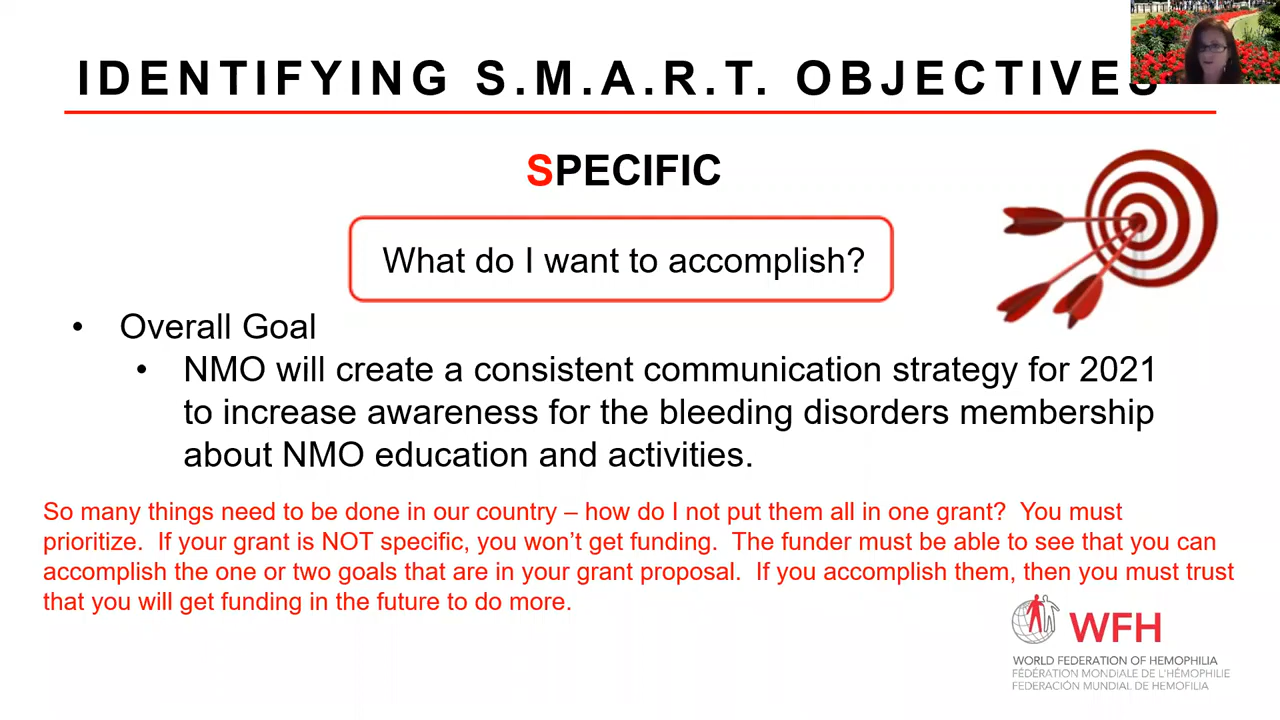 IDENTIFYING S.M.A.R.T. OBJECTIVES
SPECIFIC
What do I want to accomplish?
• Overall Goal
• NMO will create a consistent communication strategy for 2021
to increase awareness for the bleeding disorders membership
about NMO education and activities.
So many things need to be done in our country – how do I not put them all in one grant?  You must
prioritize.  If your grant is NOT specific, you won’t get funding.  The funder must be able to see that you can
accomplish the one or two goals that are in your grant proposal.  If you accomplish them, then you must trust
that you will get funding in the future to do more.
WFH
WORLD FEDERATION OF HEMOPHILIA
FÉDÉRATION MONDIALE DE L'HÉMOPHILIE
FEDERACIÓN MUNDIAL DE HEMOFILIA